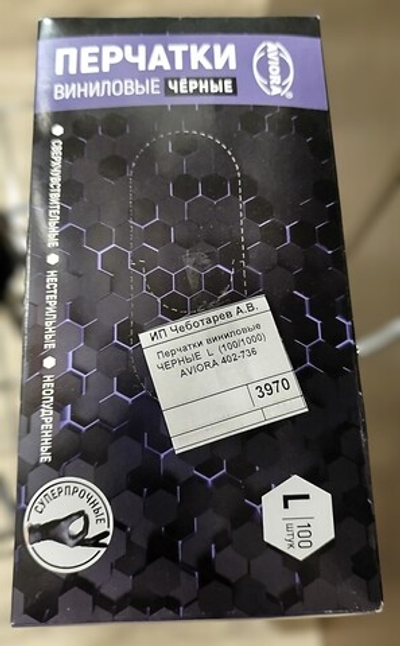 ПЕРЧАТКИ
ВИНИЛОВЫЕ ЧЁРНЫЕ
AVIORA®
СВЕРХЧУВСТВИТЕЛЬНЫЕ НЕСТЕРИЛЬНЫЕ НЕОПУДРЕННЫЕ
ИП Чеботарев А.В.
Перчатки виниловые
ЧЕРНЫЕ L (100/1000)
AVIORA 402-736
3970
СУПЕРПРОЧНЫЕ
L
100
ШТУК